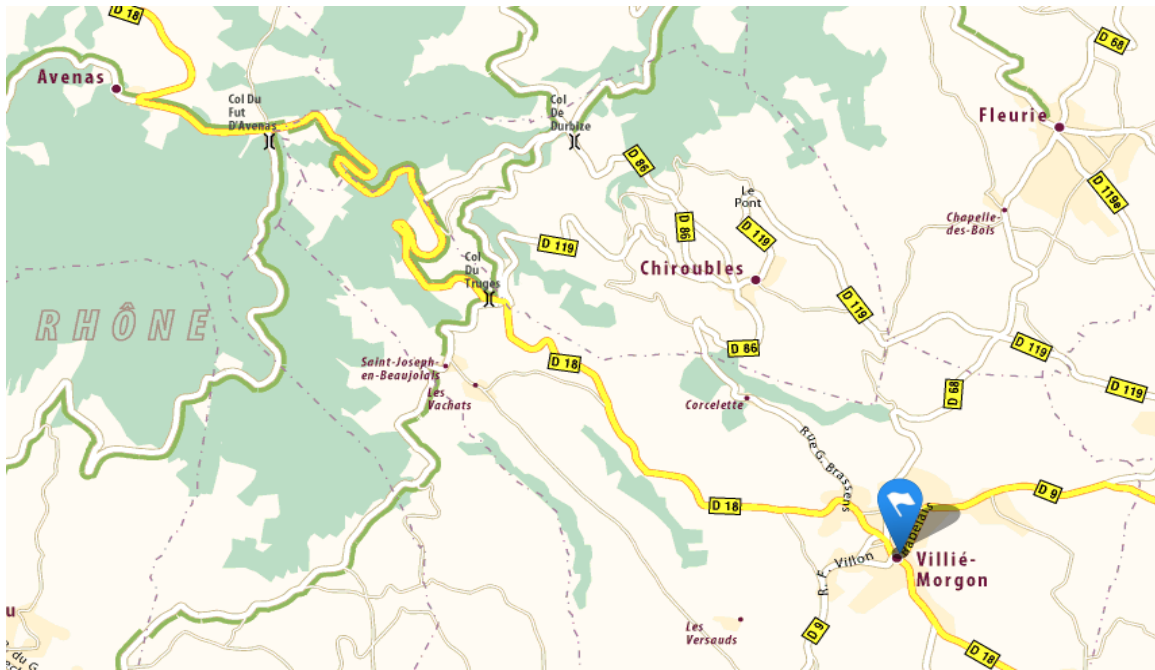 D 18
D 68
Avenas
Col Du
Fut
D'Avenas
Col
De
Durbize
Fleurie
D 86
D 119e
Le
Pont
Chapelle-
des-Bois
D 86
D 119
D 119
Col
Du
Truges
Chiroubles
D 119
RHÔNE
D 86
D 119
Saint-Joseph-
en-Beaujolais
D 18
Les
Vachats
D 119
D 68
Corcelette
Rue G. Brassens
D 9
D 18
Rabelais
R. F. Villon
Villié-
Morgon
u
Les
Versauds
D 9
D 18